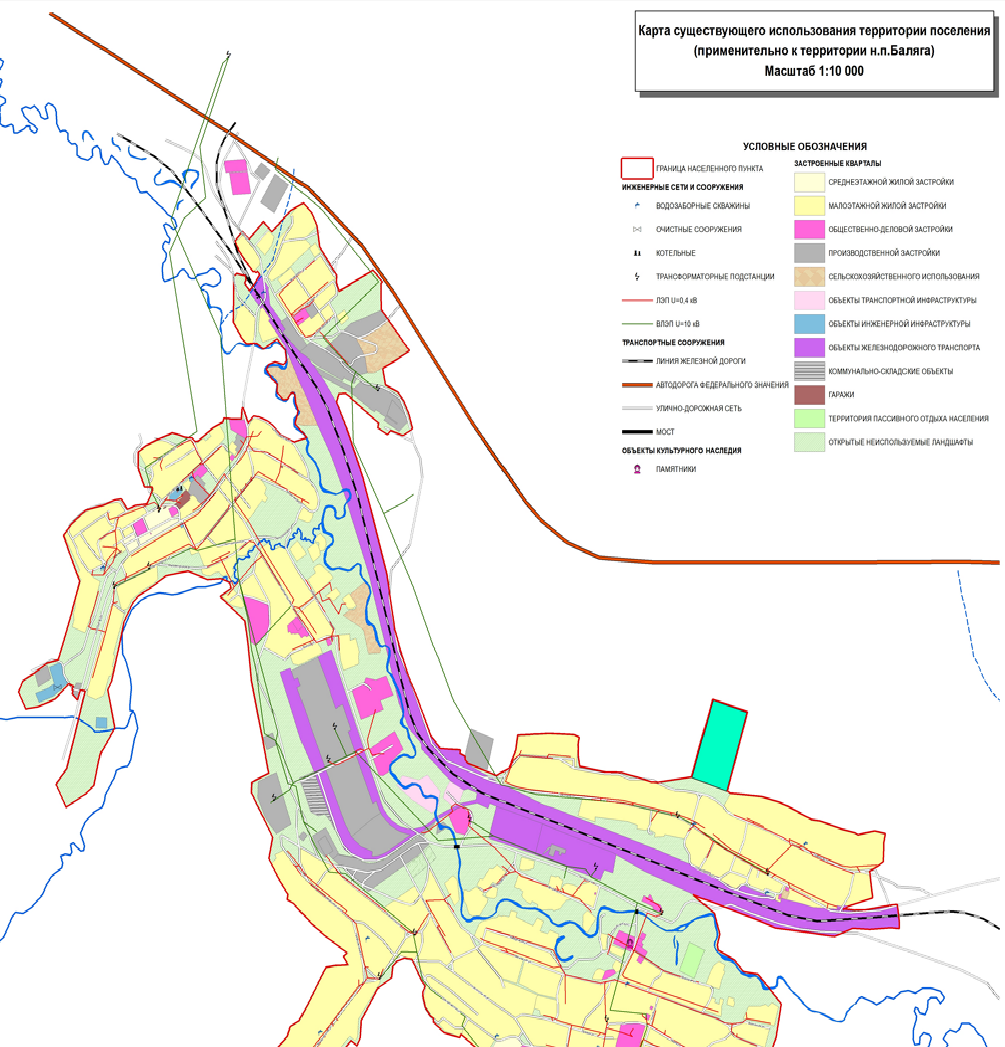 Карта существующего использования территории поселения
(применительно к территории н.п.Баляга)
Масштаб 1:10 000
УСЛОВНЫЕ ОБОЗНАЧЕНИЯ
ГРАНИЦА НАСЕЛЕННОГО ПУНКТА
ИНЖЕНЕРНЫЕ СЕТИ И СООРУЖЕНИЯ
ВОДОЗАБОРНЫЕ СКВАЖИНЫ
ОЧИСТНЫЕ СООРУЖЕНИЯ
КОТЕЛЬНЫЕ
ТРАНСФОРМАТОРНЫЕ ПОДСТАНЦИИ
ЛЭП U=0,4 кВ
ВЛЭП U=10 кВ
ТРАНСПОРТНЫЕ СООРУЖЕНИЯ
ЛИНИЯ ЖЕЛЕЗНОЙ ДОРОГИ
АВТОДОРОГА ФЕДЕРАЛЬНОГО ЗНАЧЕНИЯ
УЛИЧНО-ДОРОЖНАЯ СЕТЬ
МОСТ
ОБЪЕКТЫ КУЛЬТУРНОГО НАСЛЕДИЯ
ПАМЯТНИКИ
ЗАСТРОЕННЫЕ КВАРТАЛЫ
СРЕДНЕЭТАЖНОЙ ЖИЛОЙ ЗАСТРОЙКИ
МАЛОЭТАЖНОЙ ЖИЛОЙ ЗАСТРОЙКИ
ОБЩЕСТВЕННО-ДЕЛОВОЙ ЗАСТРОЙКИ
ПРОИЗВОДСТВЕННОЙ ЗАСТРОЙКИ
СЕЛЬСКОХОЗЯЙСТВЕННОГО ИСПОЛЬЗОВАНИЯ
ОБЪЕКТЫ ТРАНСПОРТНОЙ ИНФРАСТРУКТУРЫ
ОБЪЕКТЫ ИНЖЕНЕРНОЙ ИНФРАСТРУКТУРЫ
ОБЪЕКТЫ ЖЕЛЕЗНОДОРОЖНОГО ТРАНСПОРТА
КОММУНАЛЬНО-СКЛАДСКИЕ ОБЪЕКТЫ
ГАРАЖИ
ТЕРРИТОРИЯ ПАССИВНОГО ОТДЫХА НАСЕЛЕНИЯ
ОТКРЫТЫЕ НЕИСПОЛЬЗУЕМЫЕ ЛАНДШАФТЫ